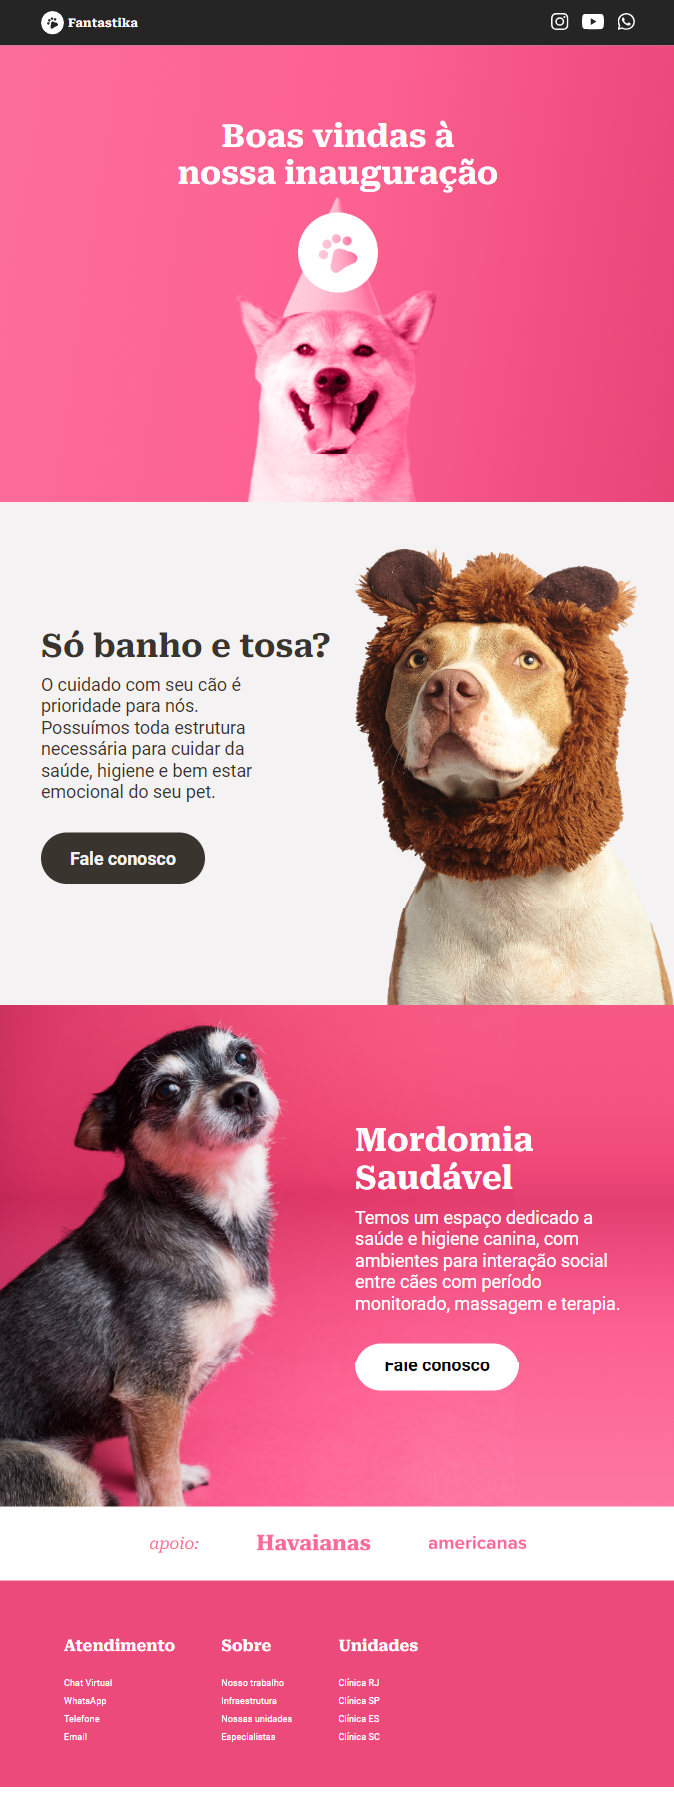 Fantastika
Boas vindas à
nossa inauguração
Só banho e tosa?
O cuidado com seu cão é
prioridade para nós.
Possuímos toda estrutura
necessária para cuidar da
saúde, higiene e bem estar
emocional do seu pet.
Fale conosco
Mordomia
Saudável
Temos um espaço dedicado a
saúde e higiene canina, com
ambientes para interação social
entre cães com período
monitorado, massagem e terapia.
Fale conosco
apoio: Havaianas americanas
Atendimento Sobre Unidades
Chat Virtual Nosso trabalho Clínica RJ
WhatsApp Infraestrutura Clínica SP
Telefone Nossas unidades Clínica ES
Email Especialistas Clínica SC